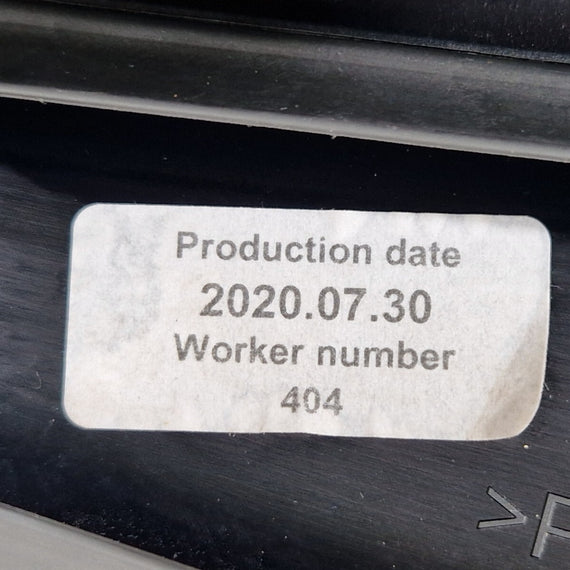 Production date
2020.07.30
Worker number
404
>P